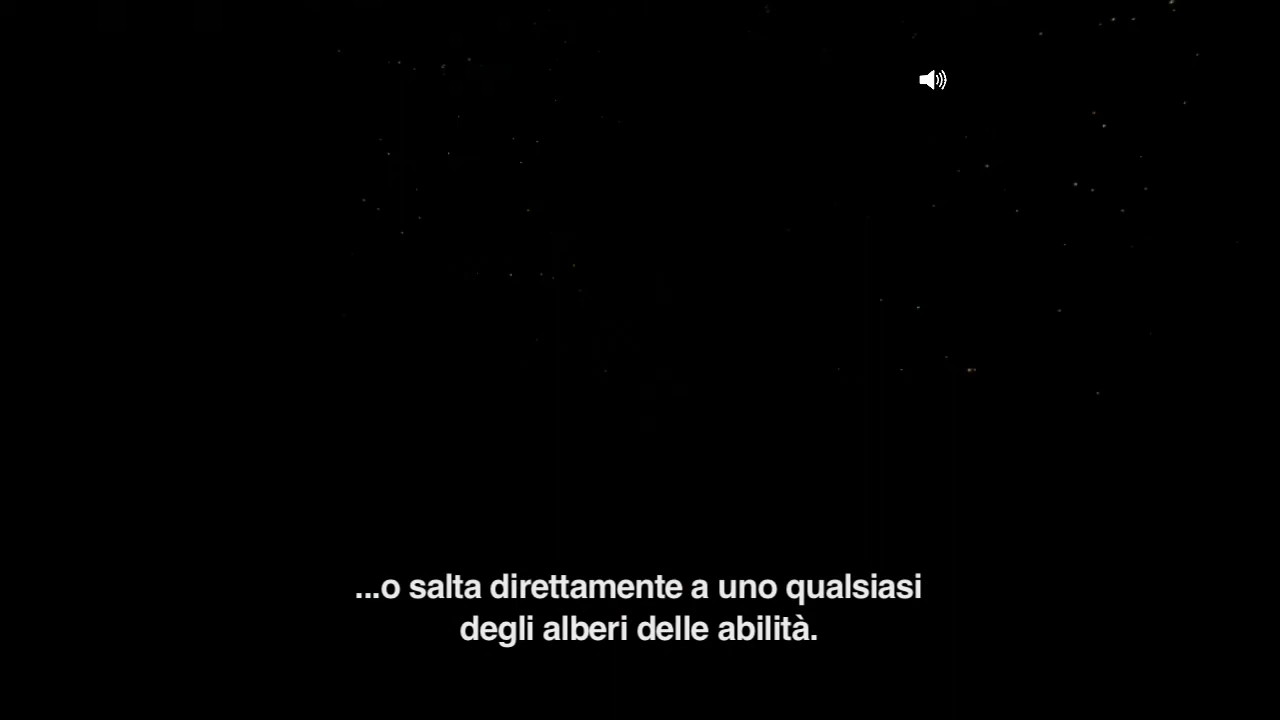 ...o salta direttamente a uno qualsiasi
degli alberi delle abilità.